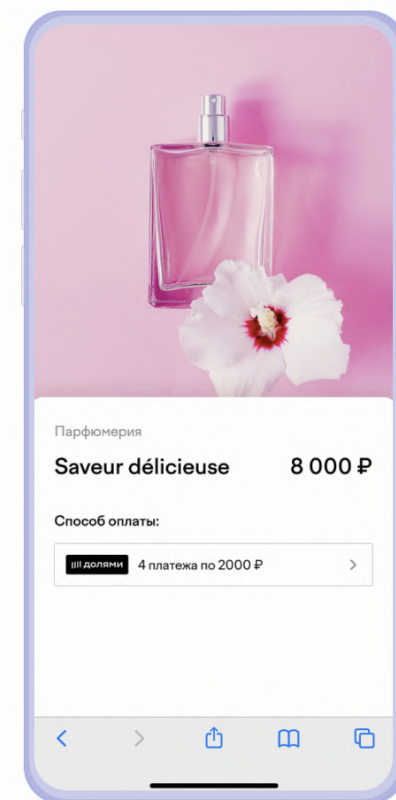 Парфюмерия
Saveur délicieuse 8 000 ₽
Способ оплаты:
долями 4 платежа по 2000 ₽